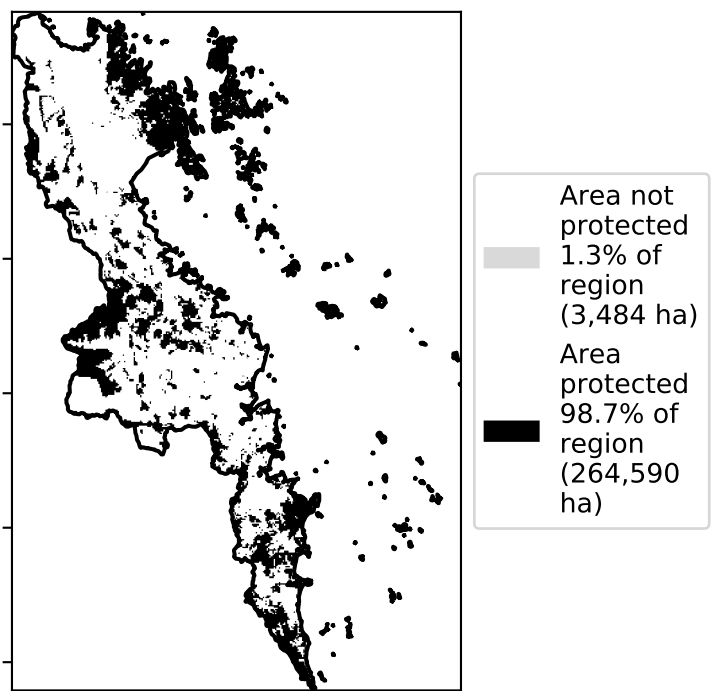 Area not
protected
1.3% of
region
(3,484 ha)
Area
protected
98.7% of
region
(264,590
ha)